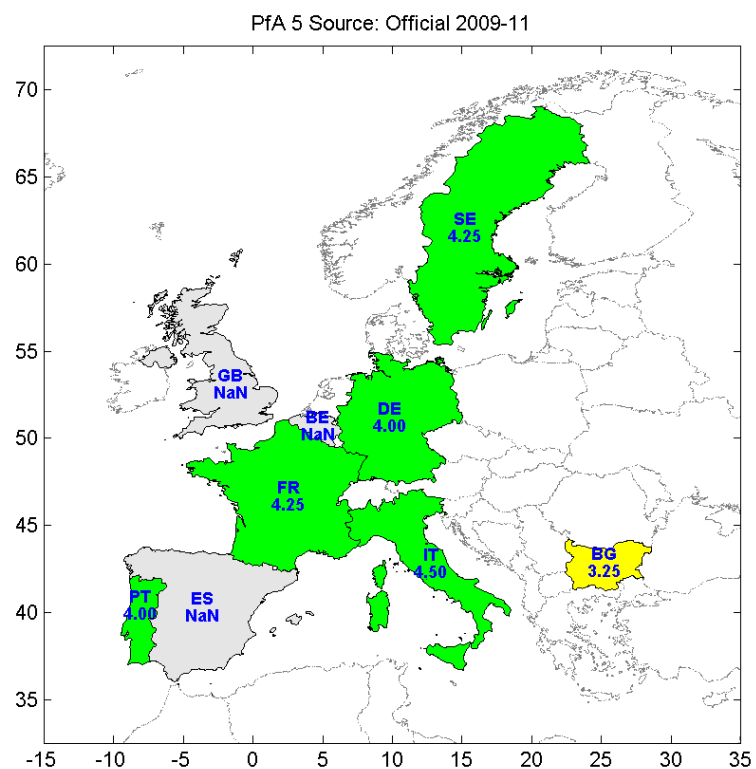 PfA 5 Source: Official 2009-11
70
65
60
55
50
45
40
35
SE
4.25
GB
NaN
BE
NaN
DE
4.00
FR
4.25
IT
4.50
BG
3.25
PT
4.00
ES
NaN
-15 -10 -5 0 5 10 15 20 25 30 35